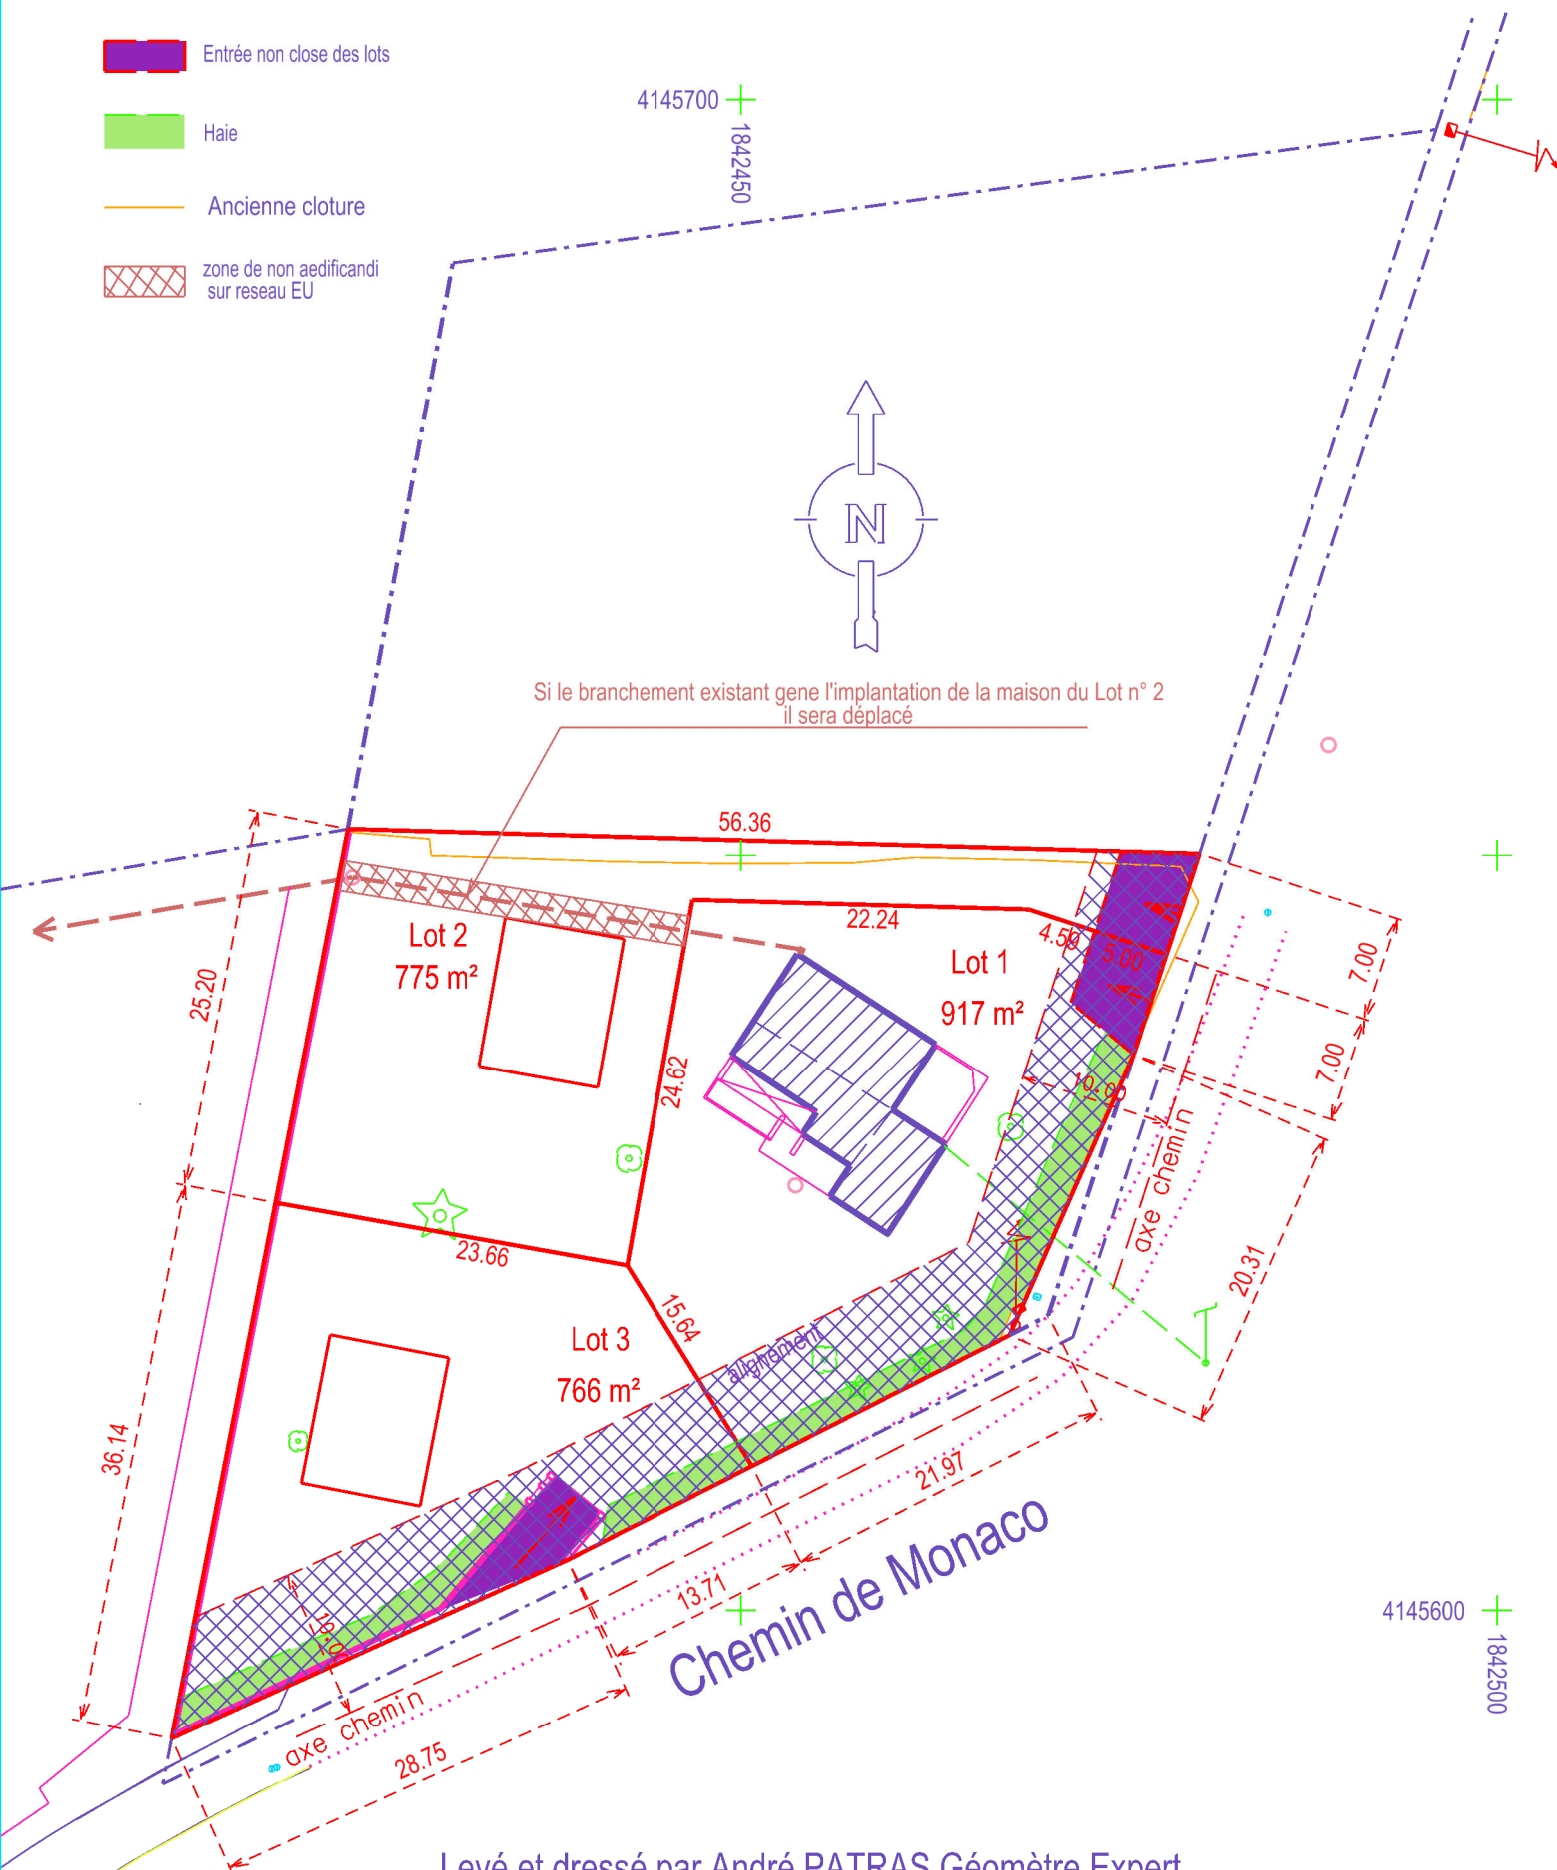 Entrée non close des lots
Haie
Ancienne cloture
zone de non aedificandi
sur reseau EU
4145700
1842450
N
Si le branchement existant gene l'implantation de la maison du Lot n° 2
il sera déplacé
56.36
22.24
4.59
5.00
7.00
7.00
Lot 2
775 m²
Lot 1
917 m²
25.20
24.62
10.00
axe chemin
20.31
23.66
15.64
Lot 3
766 m²
alignement
36.14
21.97
13.71
Chemin de Monaco
10.00
axe chemin
28.75
4145600
1842500
Levé et dressé par André PATRAS Géomètre Expert